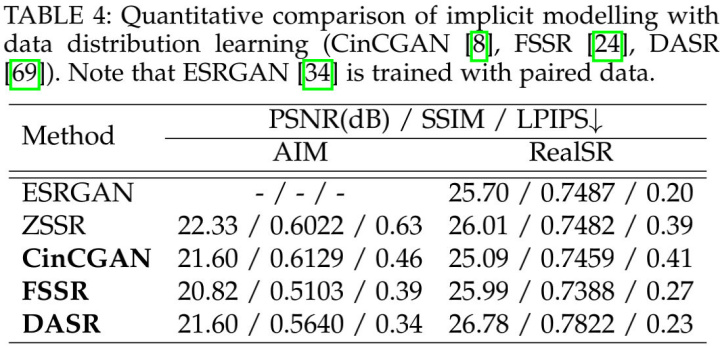 TABLE 4: Quantitative comparison of implicit modelling with
data distribution learning (CinCGAN [8], FSSR [24], DASR
[69]). Note that ESRGAN [34] is trained with paired data.
Method PSNR(dB) / SSIM / LPIPS↓
AIM RealSR
ESRGAN - / - / - 25.70 / 0.7487 / 0.20
ZSSR 22.33 / 0.6022 / 0.63 26.01 / 0.7482 / 0.39
CinCGAN 21.60 / 0.6129 / 0.46 25.09 / 0.7459 / 0.41
FSSR 20.82 / 0.5103 / 0.39 25.99 / 0.7388 / 0.27
DASR 21.60 / 0.5640 / 0.34 26.78 / 0.7822 / 0.23